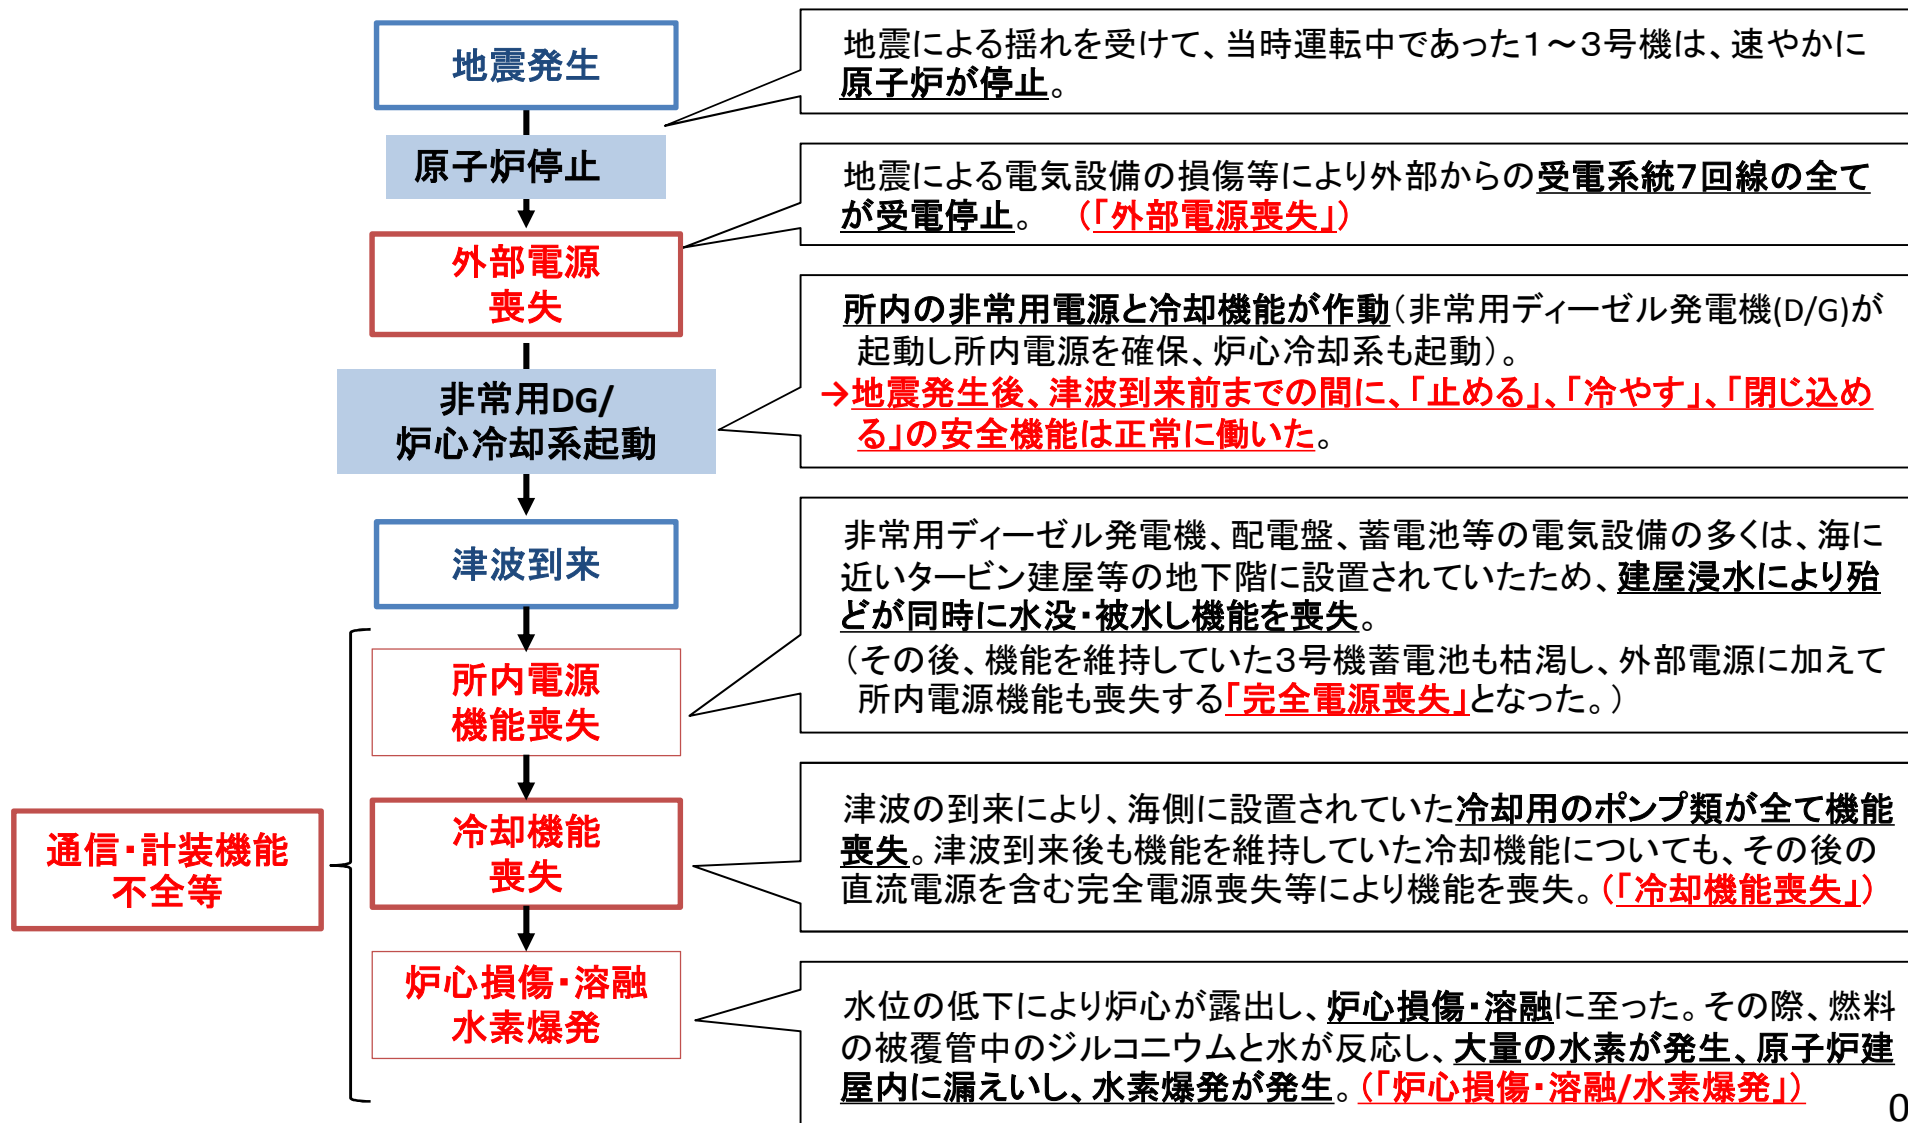 地震発生
地震による揺れを受けて、当時運転中であった1～3号機は、速やかに
原子炉が停止。
原子炉停止
地震による電気設備の損傷等により外部からの受電系統7回線の全て
が受電停止。 （「外部電源喪失」）
外部電源
喪失
所内の非常用電源と冷却機能が作動（非常用ディーゼル発電機(D/G)が
起動し所内電源を確保、炉心冷却系も起動）。
→地震発生後、津波到来前までの間に、「止める」、「冷やす」、「閉じ込め
る」の安全機能は正常に働いた。
非常用DG/
炉心冷却系起動
津波到来
非常用ディーゼル発電機、配電盤、蓄電池等の電気設備の多くは、海に
近いタービン建屋等の地下階に設置されていたため、建屋浸水により殆
どが同時に水没・被水し機能を喪失。
（その後、機能を維持していた3号機蓄電池も枯渇し、外部電源に加えて
所内電源機能も喪失する「完全電源喪失」となった。）
所内電源
機能喪失
津波の到来により、海側に設置されていた冷却用のポンプ類が全て機能
喪失。津波到来後も機能を維持していた冷却機能についても、その後の
直流電源を含む完全電源喪失等により機能を喪失。（「冷却機能喪失」）
冷却機能
喪失
通信・計装機能
不全等
炉心損傷・溶融
水素爆発
水位の低下により炉心が露出し、炉心損傷・溶融に至った。その際、燃料
の被覆管中のジルコニウムと水が反応し、大量の水素が発生、原子炉建
屋内に漏えいし、水素爆発が発生。（「炉心損傷・溶融/水素爆発」）
0